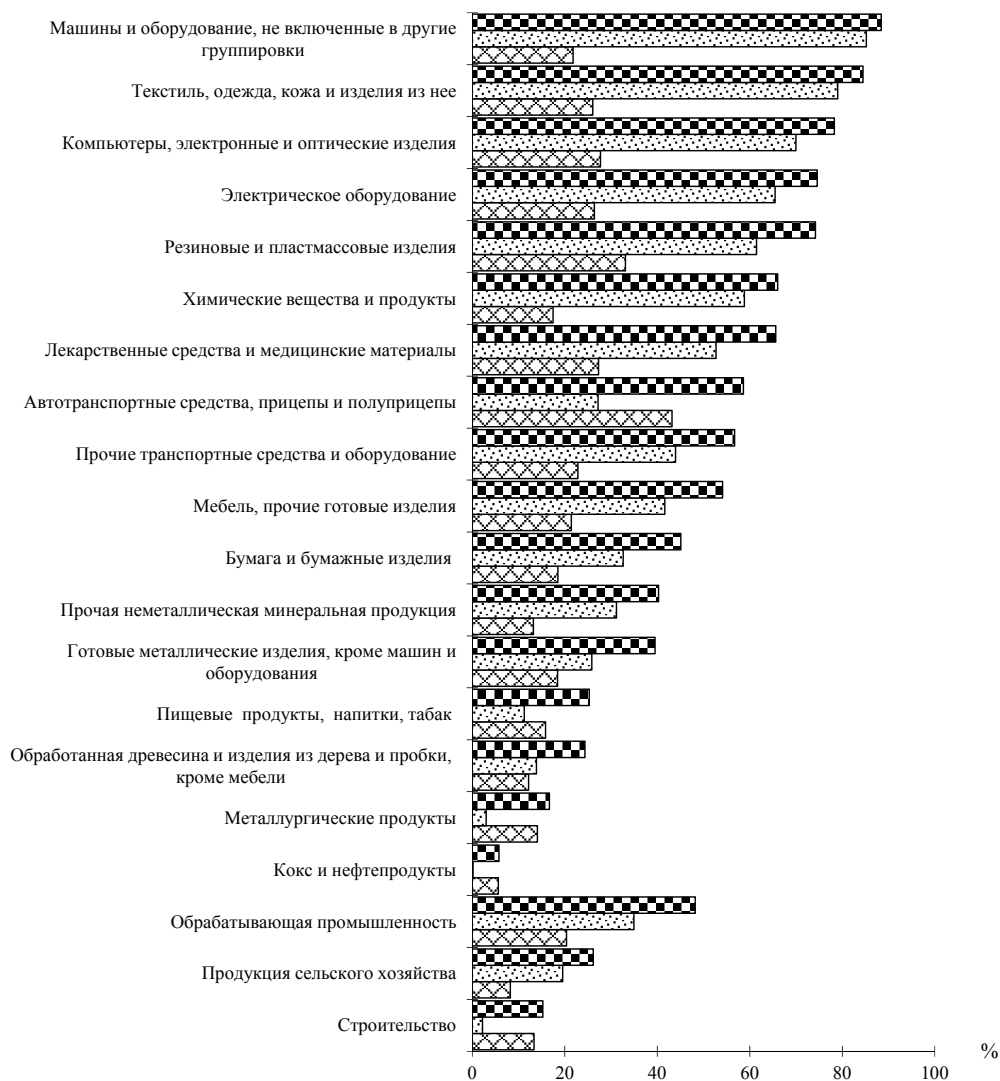 Машины и оборудование, не включенные в другие
группировки
Текстиль, одежда, кожа и изделия из нее
Компьютеры, электронные и оптические изделия
Электрическое оборудование
Резиновые и пластмассовые изделия
Химические вещества и продукты
Лекарственные средства и медицинские материалы
Автотранспортные средства, прицепы и полуприцепы
Прочие транспортные средства и оборудование
Мебель, прочие готовые изделия
Бумага и бумажные изделия
Прочая неметаллическая минеральная продукция
Готовые металлические изделия, кроме машин и
оборудования
Пищевые продукты, напитки, табак
Обработанная древесина и изделия из дерева и пробки,
кроме мебели
Металлургические продукты
Кокс и нефтепродукты
Обрабатывающая промышленность
Продукция сельского хозяйства
Строительство
%
0 20 40 60 80 100